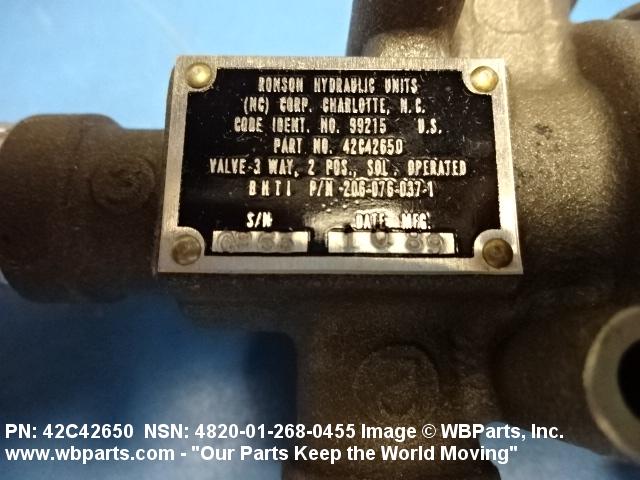 RONSON HYDRAULIC UNITS
(NC) CORP. CHARLOTTE, N.C.
CODE IDENT. NO. 99215 U.S.
PART NO. 42C42650
VALVE-3 WAY, 2 POS., SOL. OPERATED
BHTI P/N 206-076-037-1
S/N DATE MFG.
PN: 42C42650 NSN: 4820-01-268-0455 Image © WBParts, Inc.
www.wbparts.com - "Our Parts Keep the World Moving"